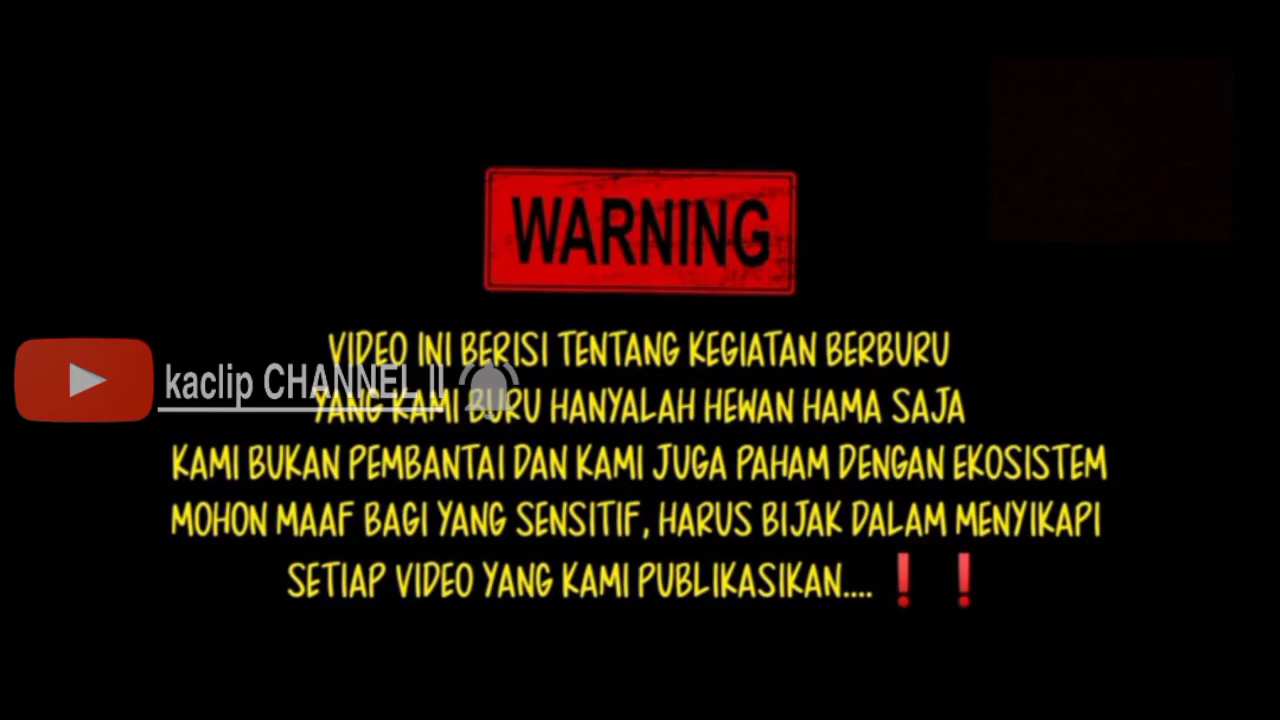 WARNING
VIDEO INI BERISI TENTANG KEGIATAN BERBURU
kaclip CHANNEL II
YANG KAMI BURU HANYALAH HEWAN HAMA SAJA
KAMI BUKAN PEMBANTAI DAN KAMI JUGA PAHAM DENGAN EKOSISTEM
MOHON MAAF BAGI YANG SENSITIF, HARUS BIJAK DALAM MENYIKAPI
SETIAP VIDEO YANG KAMI PUBLIKASIKAN....❗❗